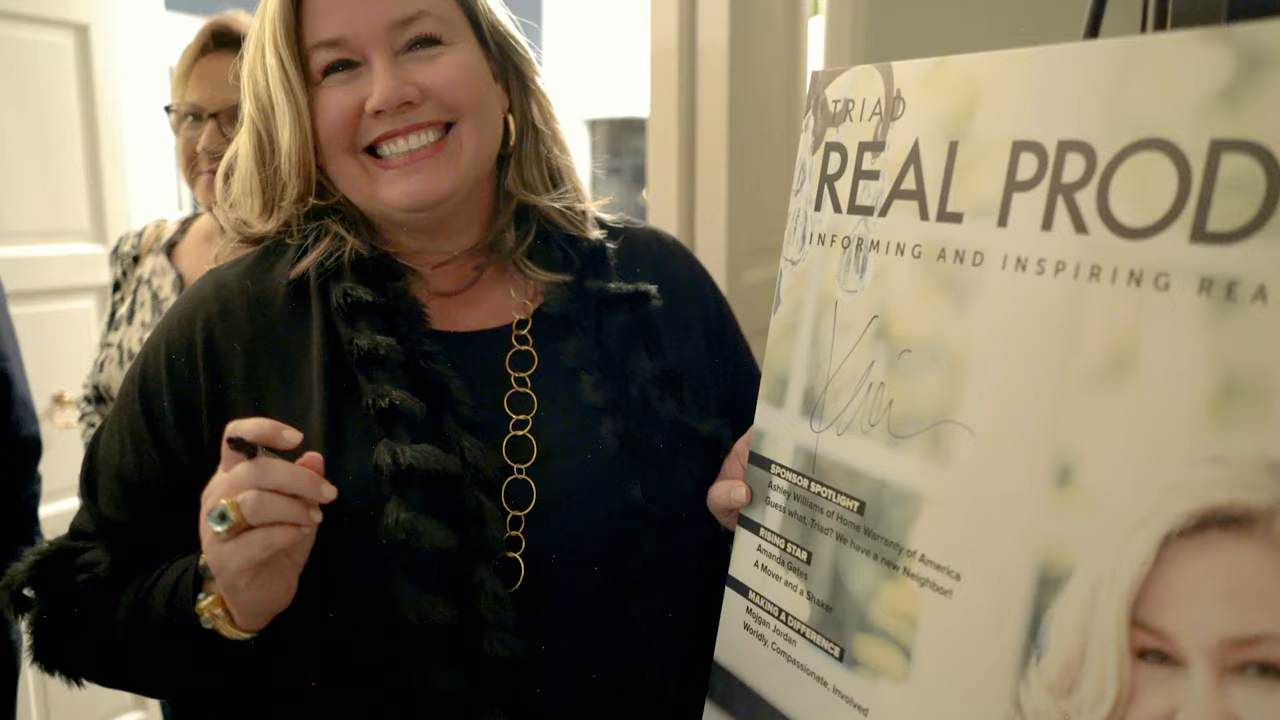 TRIAD
REAL PROD
INFORMING AND INSPIRING REA
SPONSOR SPOTLIGHT
Ashley Williams of Home Warranty of America
Guess what, Triad? We have a new Neighbor!
RISING STAR
Amanda Gates
A Mover and a Shaker
MAKING A DIFFERENCE
Mojgan Jordan
Worldly, Compassionate, Involved